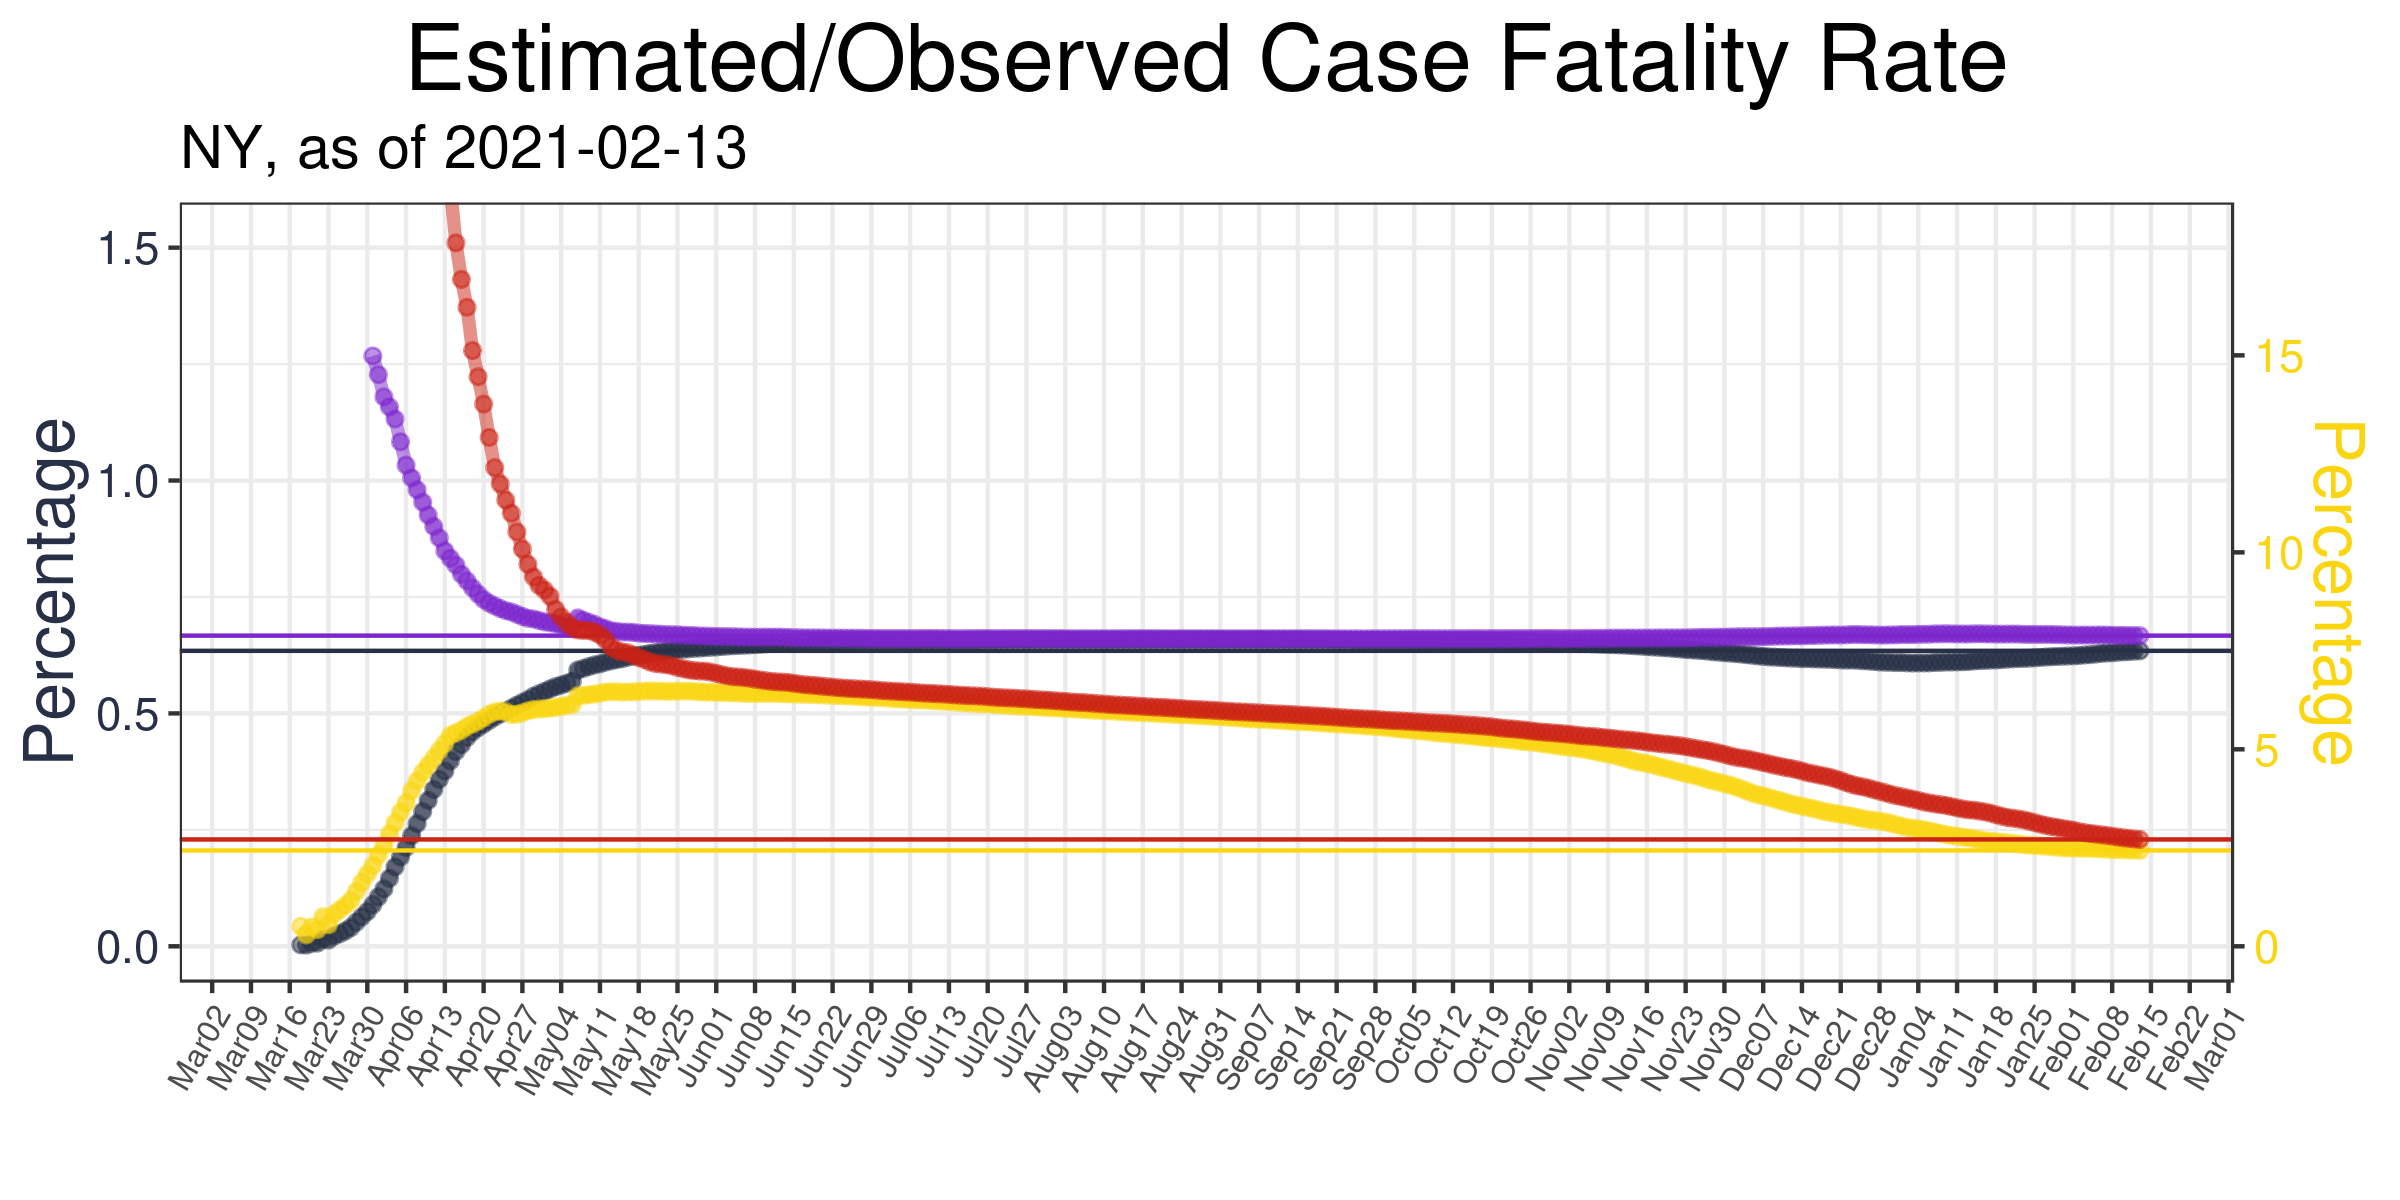 Estimated/Observed Case Fatality Rate
NY, as of 2021-02-13
Percentage
1.5
1.0
0.5
0.0
15
10
5
0
Percentage
Mar02
Mar09
Mar16
Mar23
Mar30
Apr06
Apr13
Apr20
Apr27
May04
May11
May18
May25
Jun01
Jun08
Jun15
Jun22
Jun29
Jul06
Jul13
Jul20
Jul27
Aug03
Aug10
Aug17
Aug24
Aug31
Sep07
Sep14
Sep21
Sep28
Oct05
Oct12
Oct19
Oct26
Nov02
Nov09
Nov16
Nov23
Nov30
Dec07
Dec14
Dec21
Dec28
Jan04
Jan11
Jan18
Jan25
Feb01
Feb08
Feb15
Feb22
Mar01